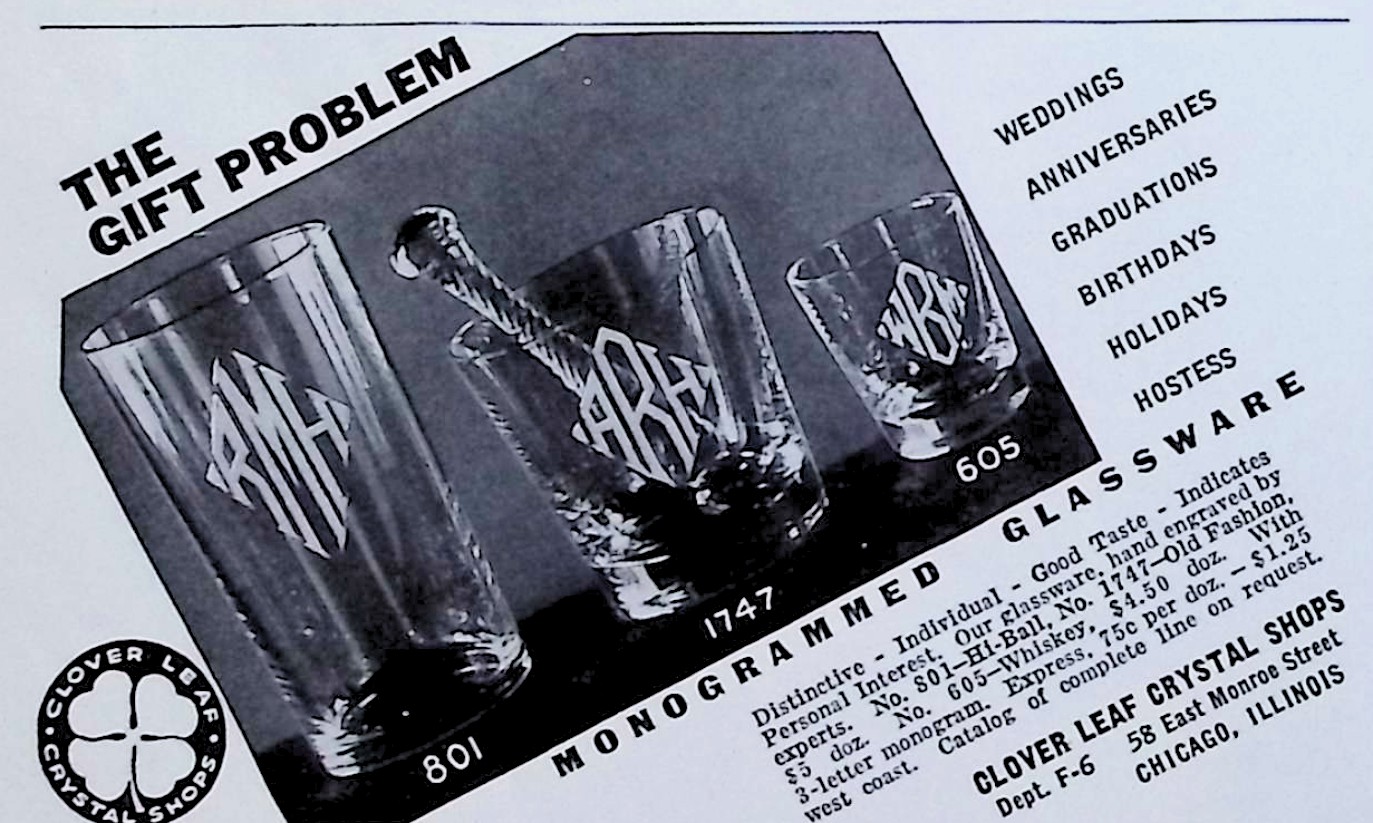 THE
GIFT PROBLEM
RMH
ARH
WBM
801
1747
605
WEDDINGS
ANNIVERSARIES
GRADUATIONS
BIRTHDAYS
HOLIDAYS
HOSTESS
MONOGRAMMED GLASSWARE
Distinctive - Individual - Good Taste - Indicates
Personal Interest. Our glassware, hand engraved by
experts. No. 801—Hi-Ball, No. 1747—Old Fashion,
$5 doz. No. 605—Whiskey, $4.50 doz. With
3-letter monogram. Express, 75c per doz. — $1.25
west coast. Catalog of complete line on request.
CLOVER LEAF CRYSTAL SHOPS
Dept. F-6 58 East Monroe Street
CHICAGO, ILLINOIS
CLOVER LEAF
CRYSTAL SHOPS